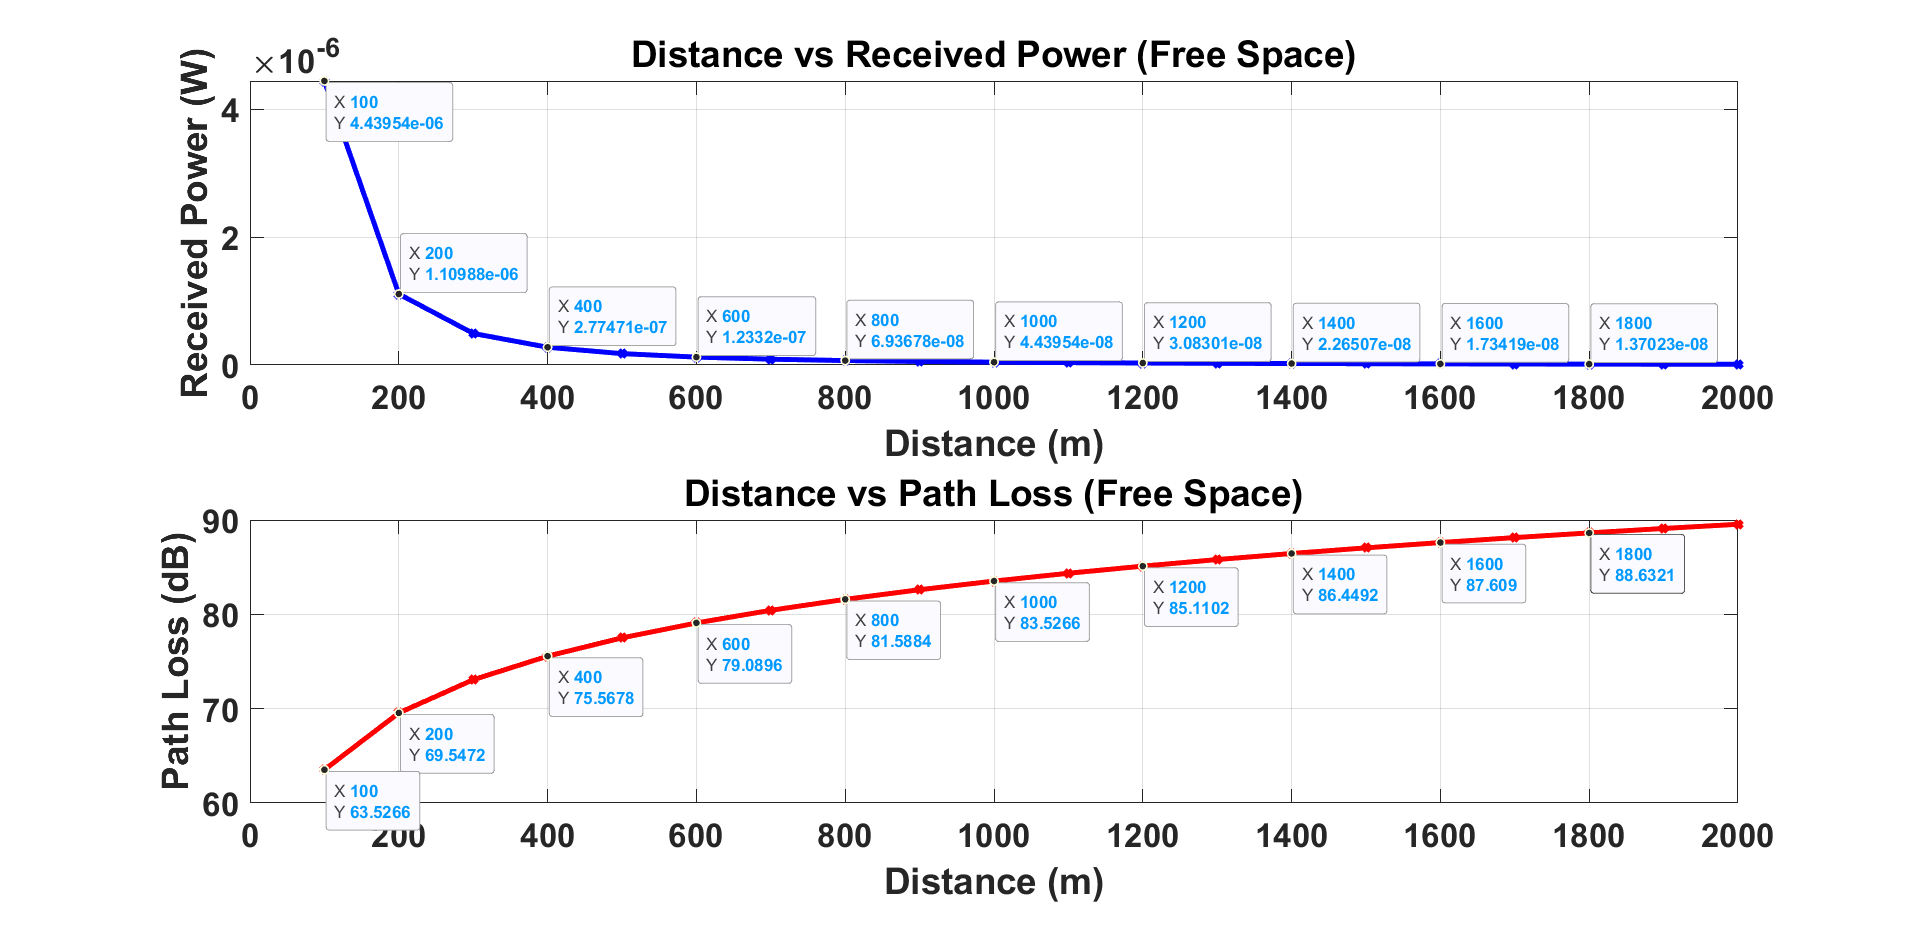 Distance vs Received Power (Free Space)
×10-6
Received Power (W)
4
2
0
X 100
Y 4.43954e-06
X 200
Y 1.10988e-06
X 400
Y 2.77471e-07
X 600
Y 1.2332e-07
X 800
Y 6.93678e-08
X 1000
Y 4.43954e-08
X 1200
Y 3.08301e-08
X 1400
Y 2.26507e-08
X 1600
Y 1.73419e-08
X 1800
Y 1.37023e-08
0 200 400 600 800 1000 1200 1400 1600 1800 2000
Distance (m)
Distance vs Path Loss (Free Space)
Path Loss (dB)
90
80
70
60
X 100
Y 63.5266
X 200
Y 69.5472
X 400
Y 75.5678
X 600
Y 79.0896
X 800
Y 81.5884
X 1000
Y 83.5266
X 1200
Y 85.1102
X 1400
Y 86.4492
X 1600
Y 87.609
X 1800
Y 88.6321
0 200 400 600 800 1000 1200 1400 1600 1800 2000
Distance (m)